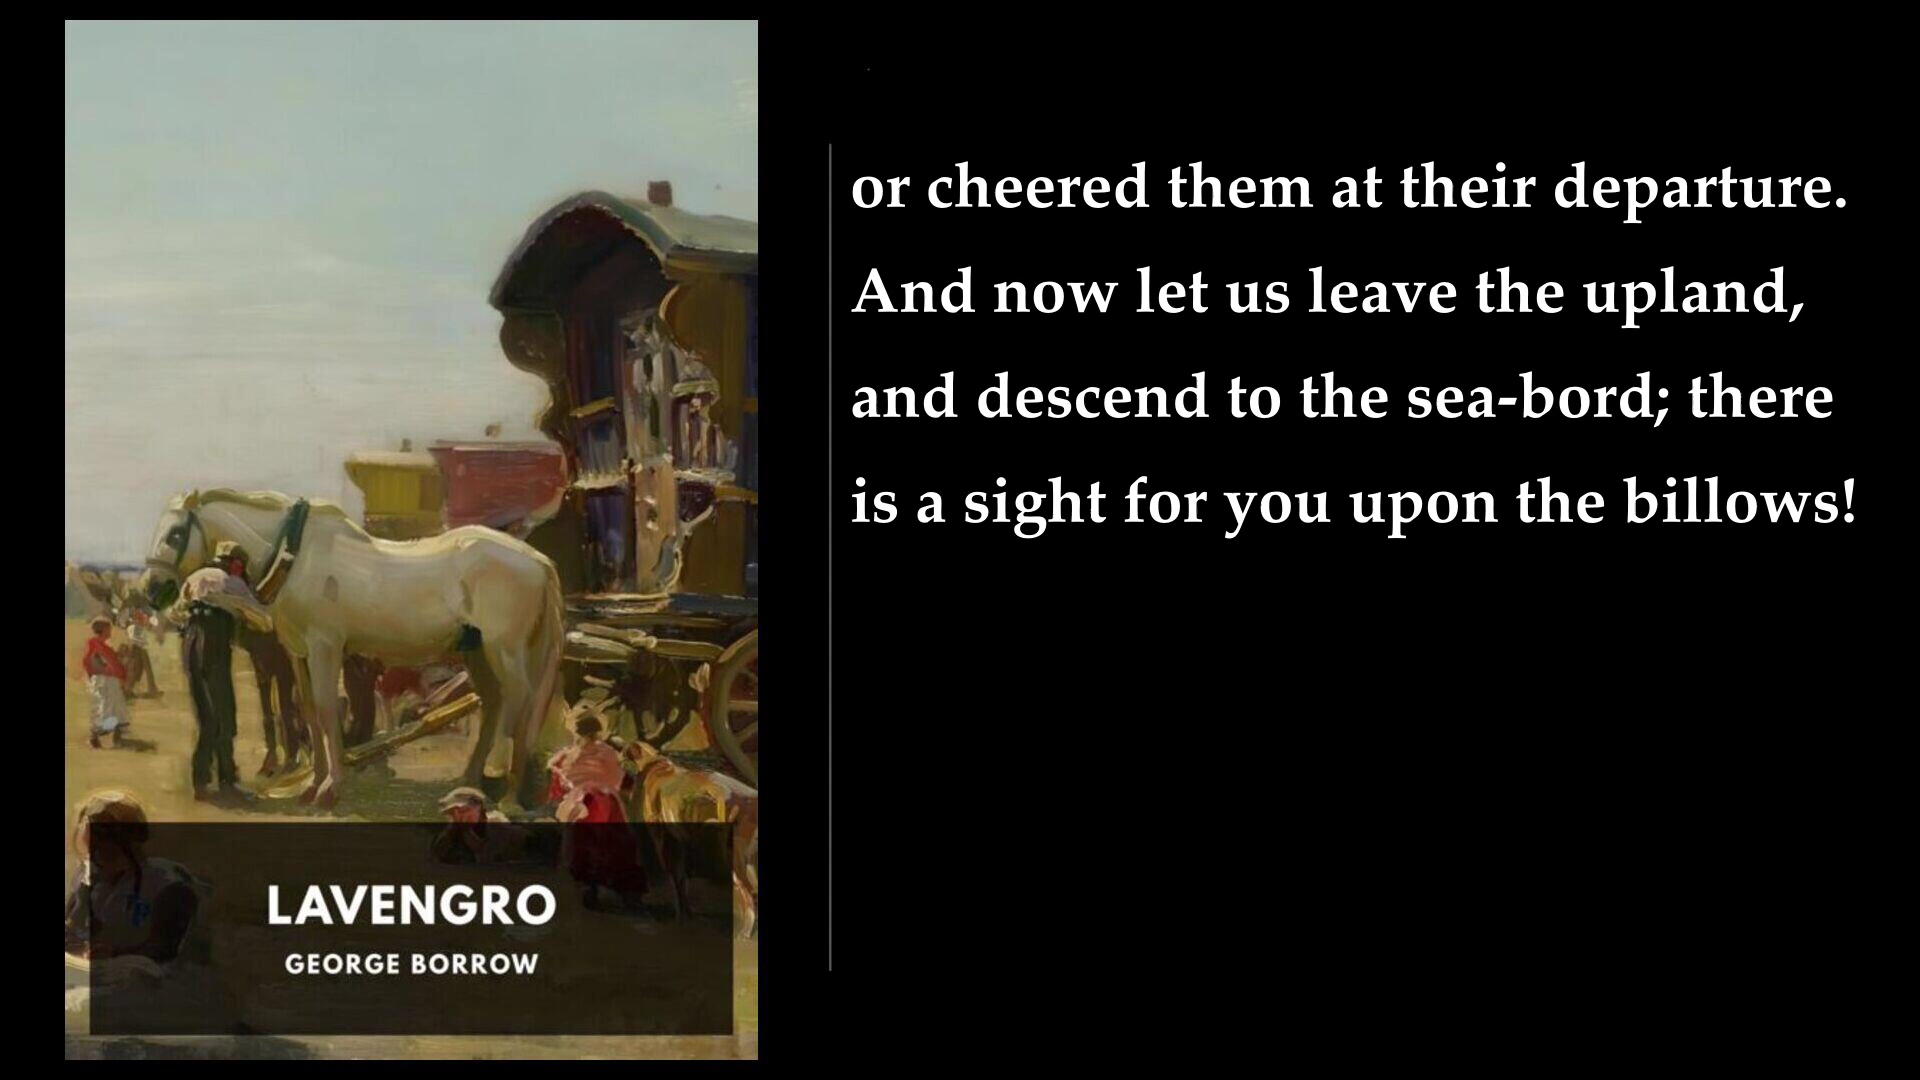 or cheered them at their departure.
And now let us leave the upland,
and descend to the sea-bord; there
is a sight for you upon the billows!
LAVENGRO
GEORGE BORROW